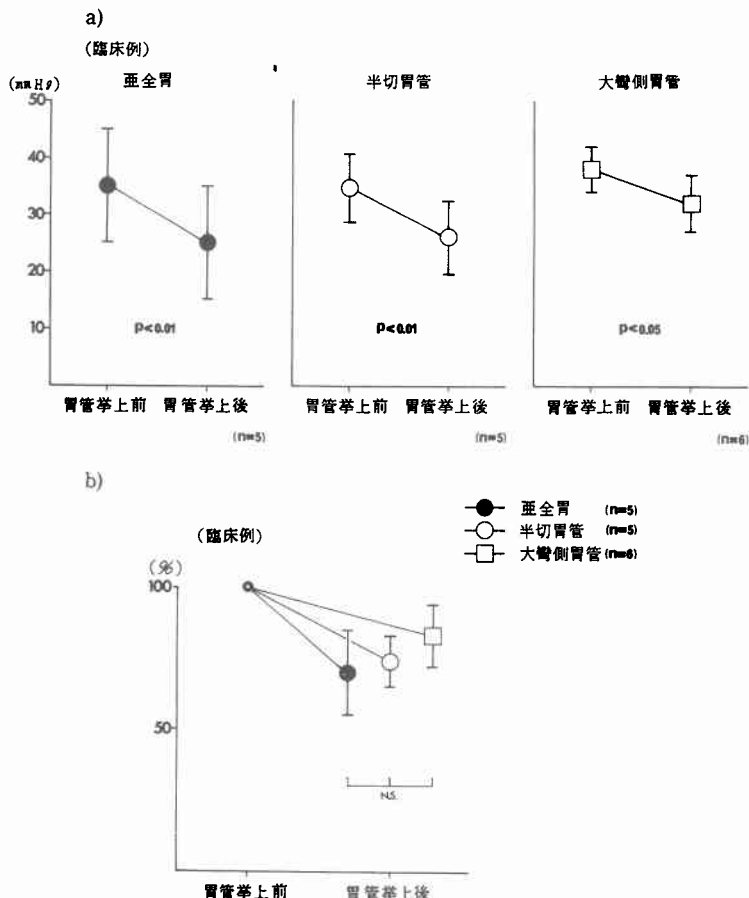 a)
(臨床例)
(mmHg) 亜全胃 半切胃管 大彎側胃管
50
40
30
20
10
P<0.01 P<0.01 P<0.05
胃管挙上前 胃管挙上後 胃管挙上前 胃管挙上後 胃管挙上前 胃管挙上後
(n=5) (n=5) (n=6)
b)
亜全胃 (n=5)
半切胃管 (n=5)
大彎側胃管 (n=6)
(臨床例)
(%)
100
50
N.S.
胃管挙上前 胃管挙上後